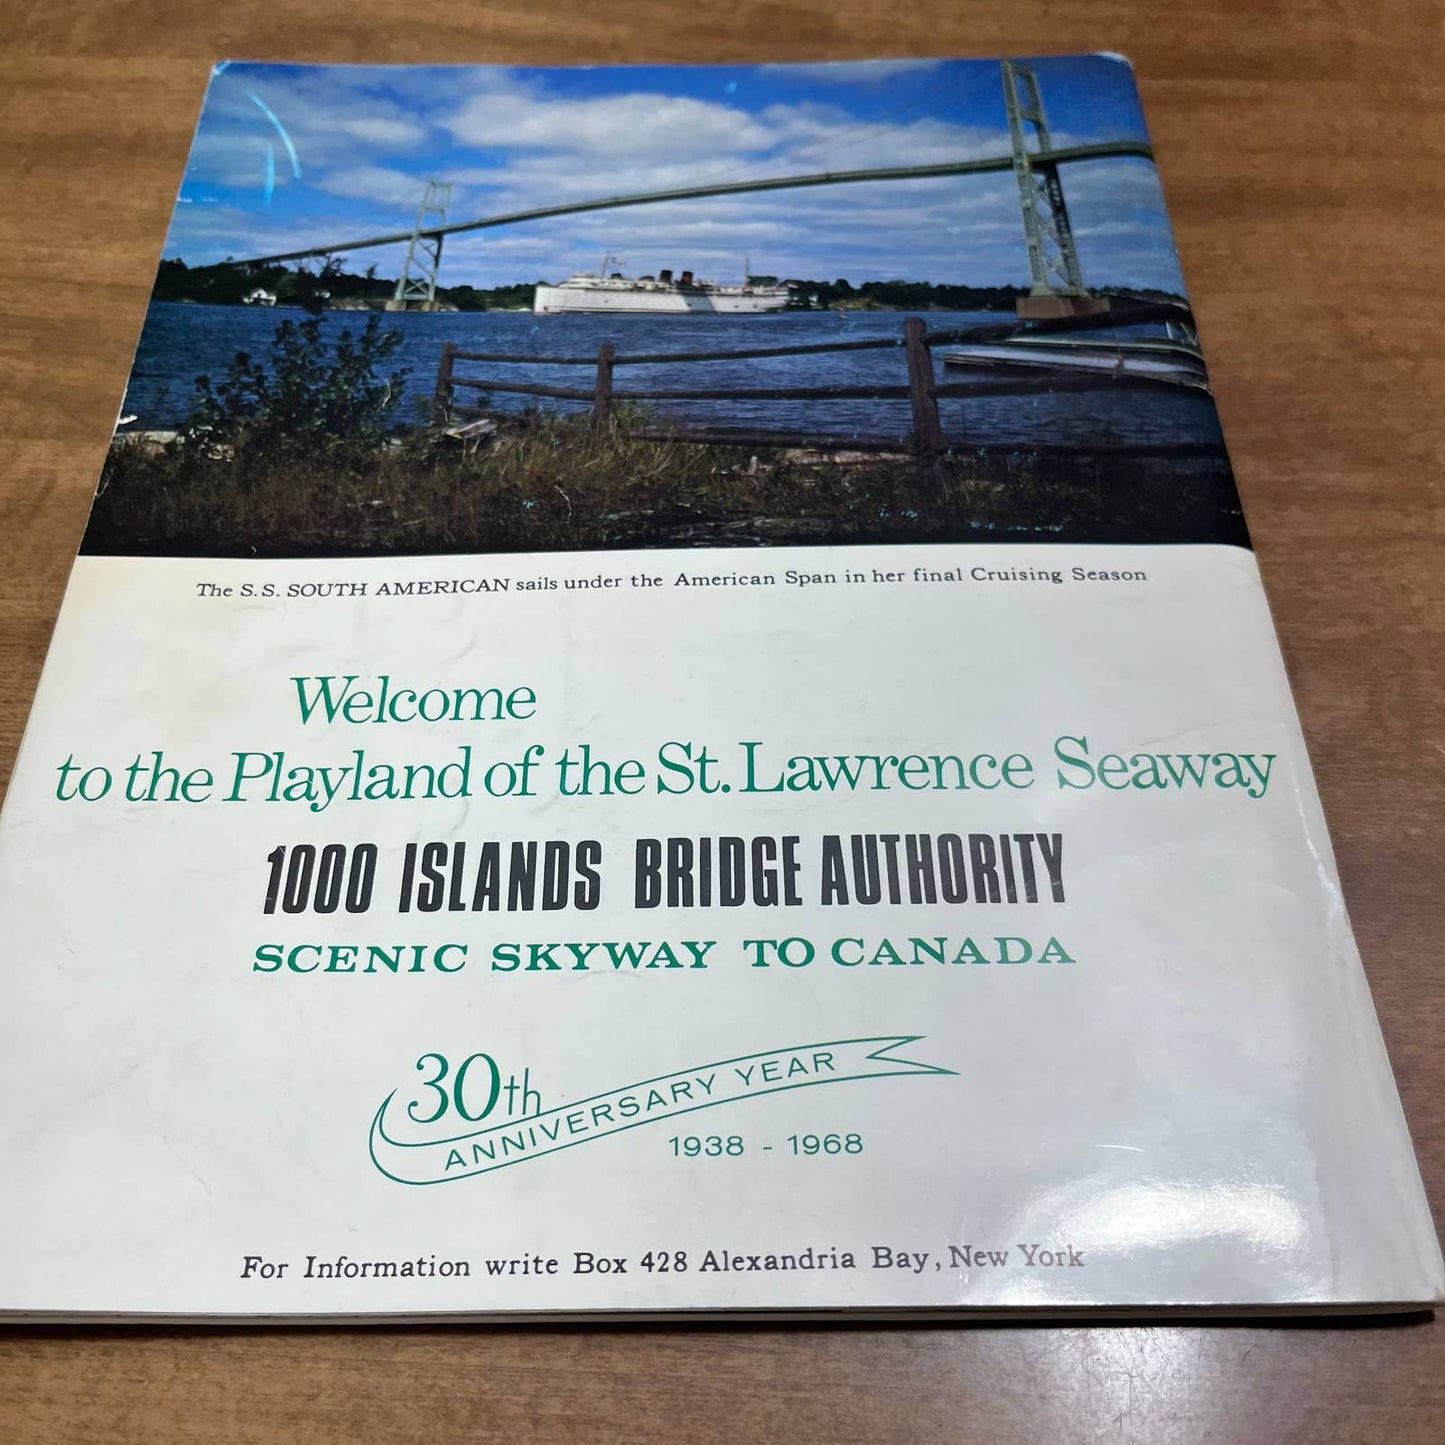 The S.S. SOUTH AMERICAN sails under the American Span in her final Cruising Season
Welcome
to the Playland of the St. Lawrence Seaway
1000 ISLANDS BRIDGE AUTHORITY
SCENIC SKYWAY TO CANADA
30th
ANNIVERSARY YEAR
1938 - 1968
For Information write Box 428 Alexandria Bay, New York